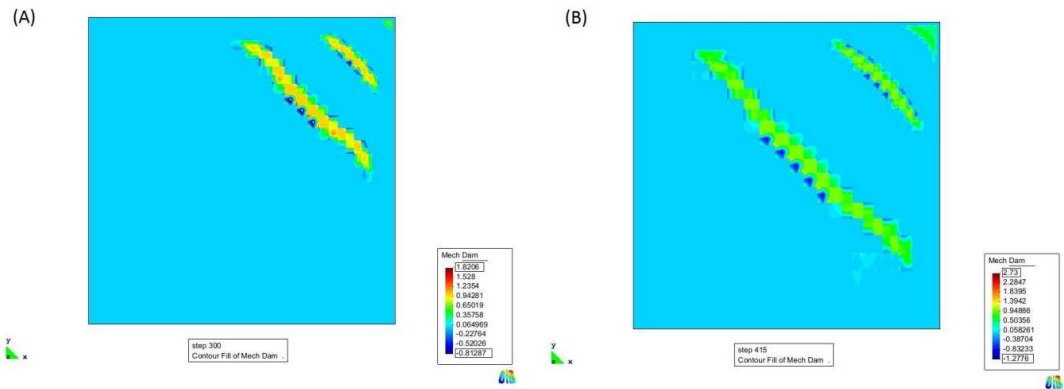 (A)
Mech Dam
1.8206
1.528
1.2354
0.94281
0.65019
0.35758
0.064969
-0.22764
-0.52026
-0.81287
y
x
step 300
Contour Fill of Mech Dam .
(B)
Mech Dam
2.73
2.2847
1.8395
1.3942
0.94886
0.50356
0.058261
-0.38704
-0.83233
-1.2776
y
x
step 415
Contour Fill of Mech Dam .